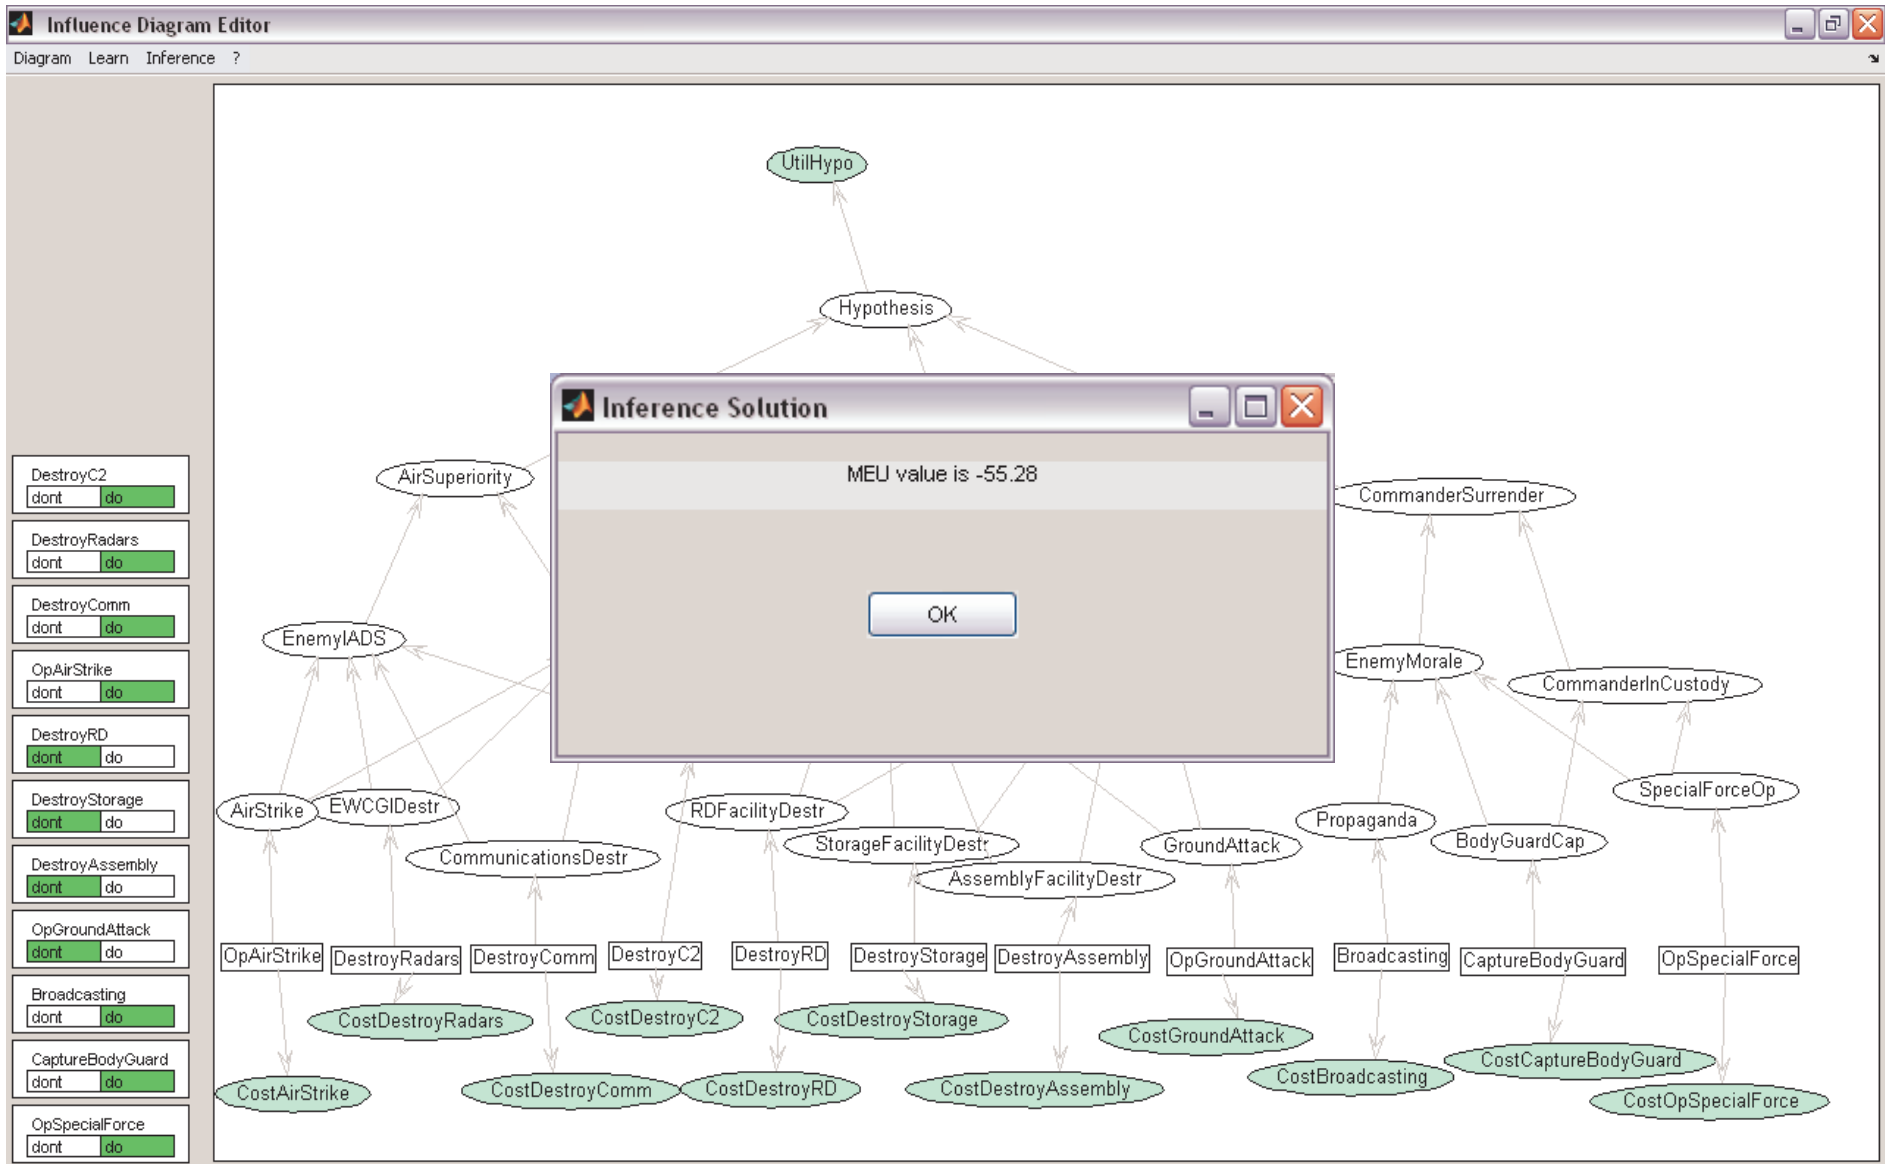 Influence Diagram Editor
Diagram Learn Inference ?
UtilHypo
Hypothesis
Inference Solution
MEU value is -55.28
OK
AirSuperiority
CommanderSurrender
EnemyIADS
EnemyMorale
CommanderInCustody
AirStrike
EWCGIDestr
CommunicationsDestr
RDFacilityDestr
StorageFacilityDestr
AssemblyFacilityDestr
GroundAttack
Propaganda
BodyGuardCap
SpecialForceOp
OpAirStrike
DestroyRadars
DestroyComm
DestroyC2
DestroyRD
DestroyStorage
DestroyAssembly
OpGroundAttack
Broadcasting
CaptureBodyGuard
OpSpecialForce
CostDestroyRadars
CostDestroyC2
CostDestroyStorage
CostGroundAttack
CostAirStrike
CostDestroyComm
CostDestroyRD
CostDestroyAssembly
CostBroadcasting
CostCaptureBodyGuard
CostOpSpecialForce
DestroyC2
dont do
DestroyRadars
dont do
DestroyComm
dont do
OpAirStrike
dont do
DestroyRD
dont do
DestroyStorage
dont do
DestroyAssembly
dont do
OpGroundAttack
dont do
Broadcasting
dont do
CaptureBodyGuard
dont do
OpSpecialForce
dont do